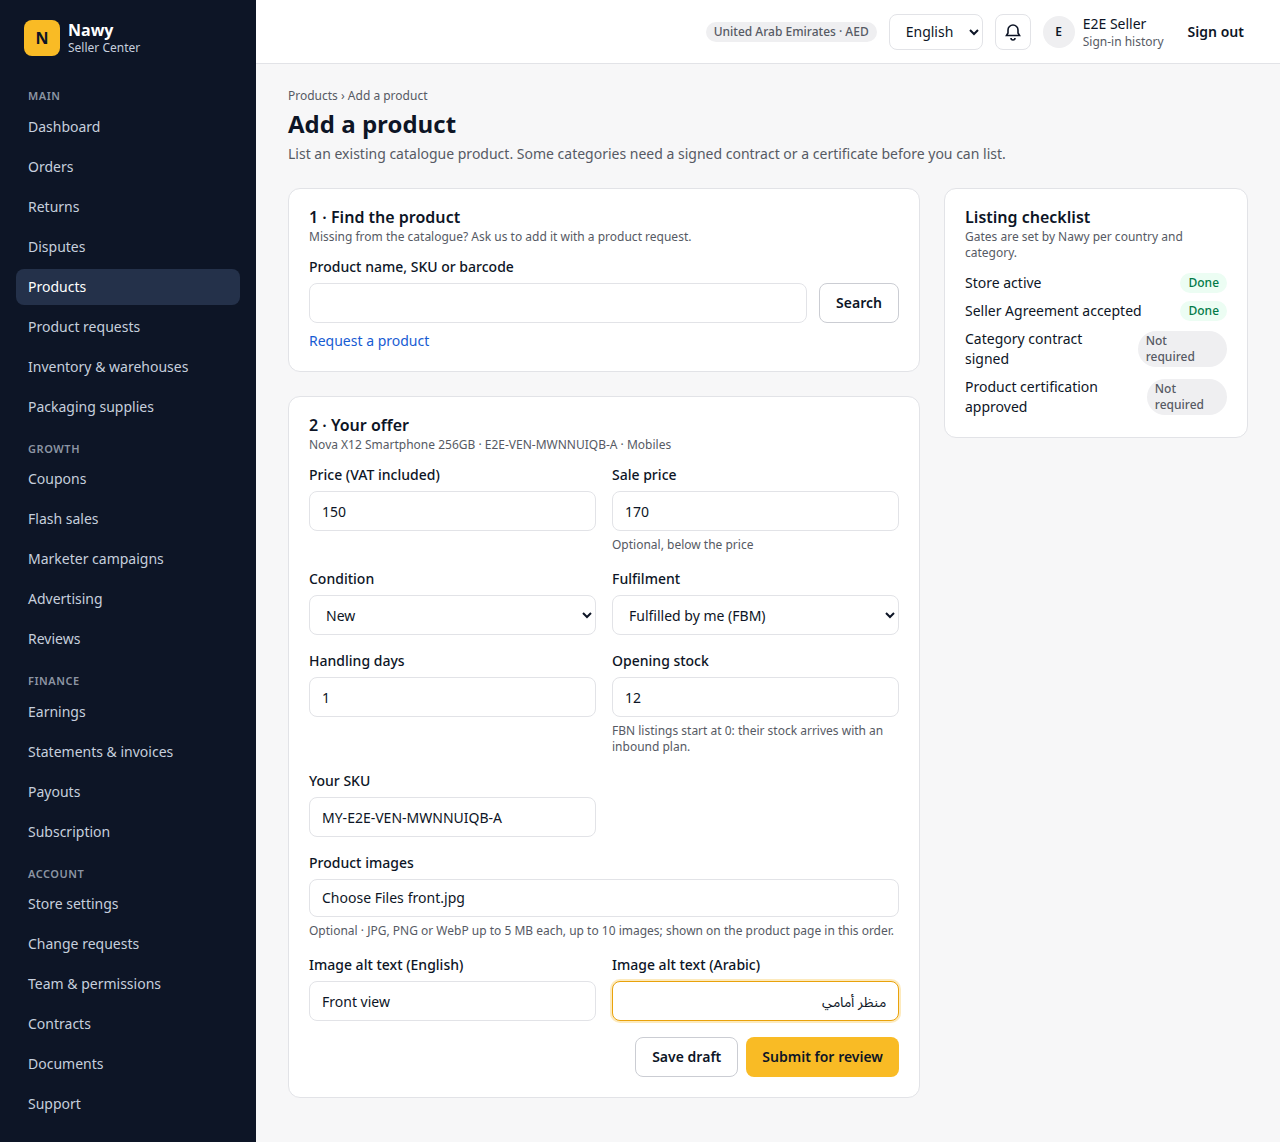 N
Nawy
Seller Center
MAIN
Dashboard
Orders
Returns
Disputes
Products
Product requests
Inventory & warehouses
Packaging supplies
GROWTH
Coupons
Flash sales
Marketer campaigns
Advertising
Reviews
FINANCE
Earnings
Statements & invoices
Payouts
Subscription
ACCOUNT
Store settings
Change requests
Team & permissions
Contracts
Documents
Support
United Arab Emirates · AED
English
E
E2E Seller
Sign-in history
Sign out
Products › Add a product
Add a product
List an existing catalogue product. Some categories need a signed contract or a certificate before you can list.
1 · Find the product
Missing from the catalogue? Ask us to add it with a product request.
Product name, SKU or barcode
Search
Request a product
2 · Your offer
Nova X12 Smartphone 256GB · E2E-VEN-MWNNUIQB-A · Mobiles
Price (VAT included)
Sale price
150
170
Optional, below the price
Condition
Fulfilment
New
Fulfilled by me (FBM)
Handling days
Opening stock
1
12
FBN listings start at 0: their stock arrives with an
inbound plan.
Your SKU
MY-E2E-VEN-MWNNUIQB-A
Product images
Choose Files front.jpg
Optional · JPG, PNG or WebP up to 5 MB each, up to 10 images; shown on the product page in this order.
Image alt text (English)
Image alt text (Arabic)
Front view
منظر أمامي
Save draft
Submit for review
Listing checklist
Gates are set by Nawy per country and
category.
Store active
Done
Seller Agreement accepted
Done
Category contract
signed
Not
required
Product certification
approved
Not
required